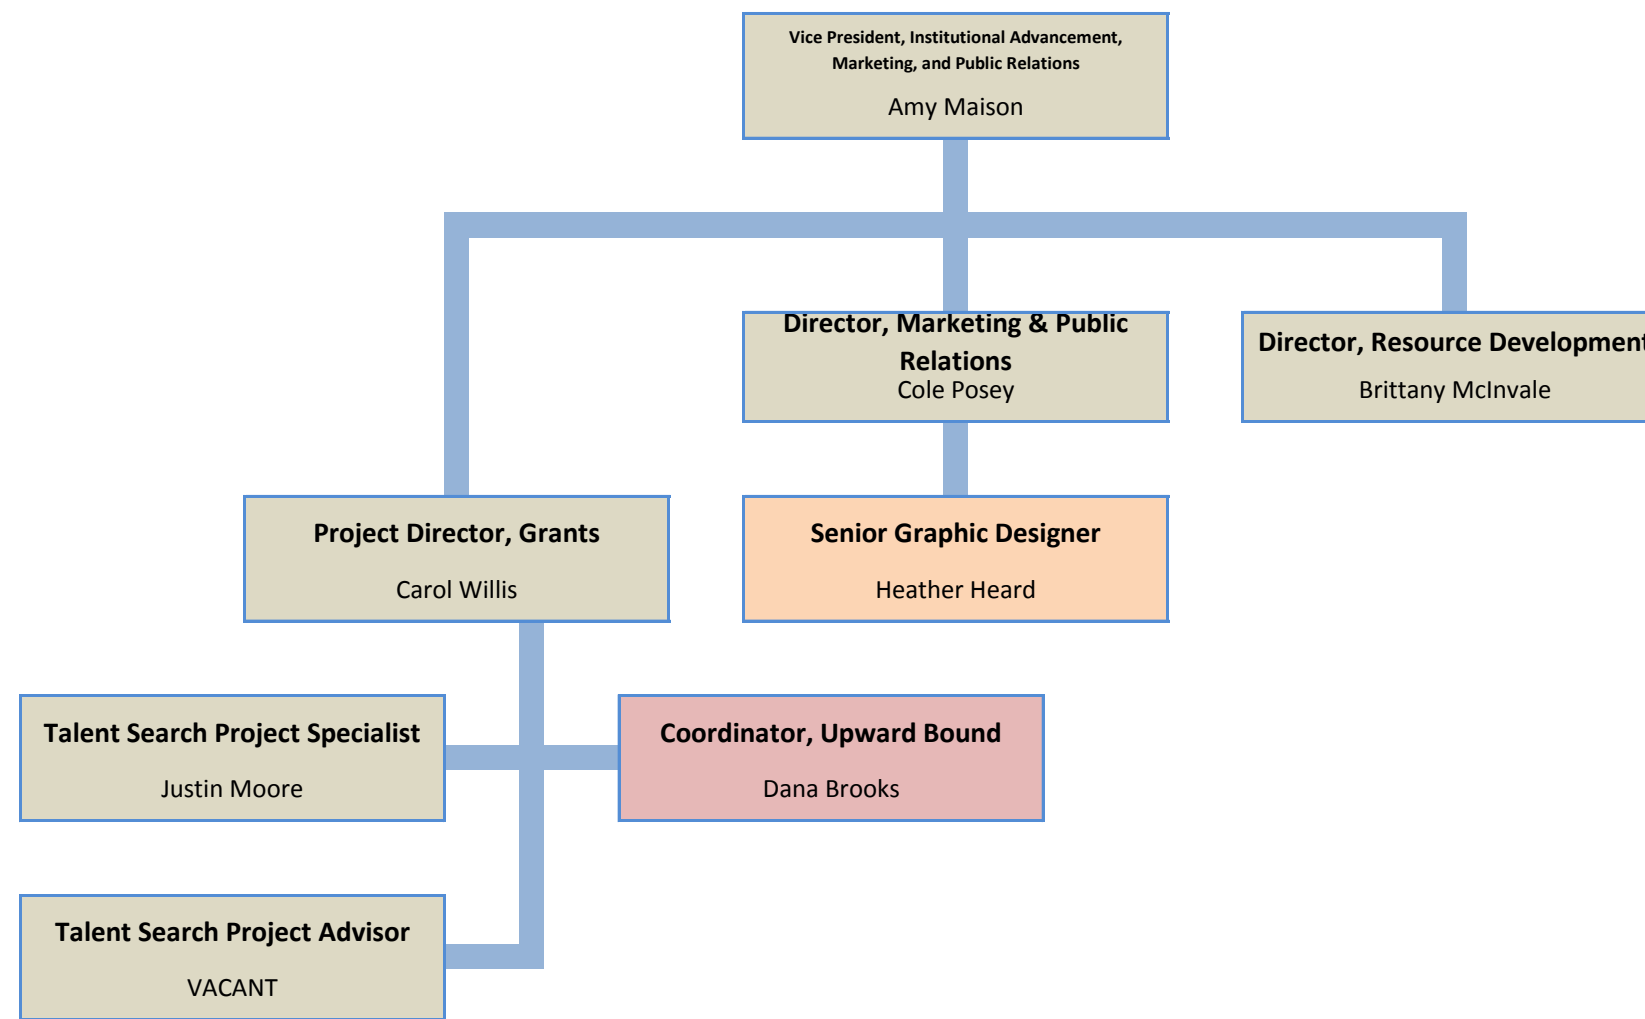 Vice President, Institutional Advancement,
Marketing, and Public Relations
Amy Maison
Director, Marketing & Public
Relations
Cole Posey
Director, Resource Development
Brittany McInvale
Project Director, Grants
Carol Willis
Senior Graphic Designer
Heather Heard
Talent Search Project Specialist
Justin Moore
Coordinator, Upward Bound
Dana Brooks
Talent Search Project Advisor
VACANT